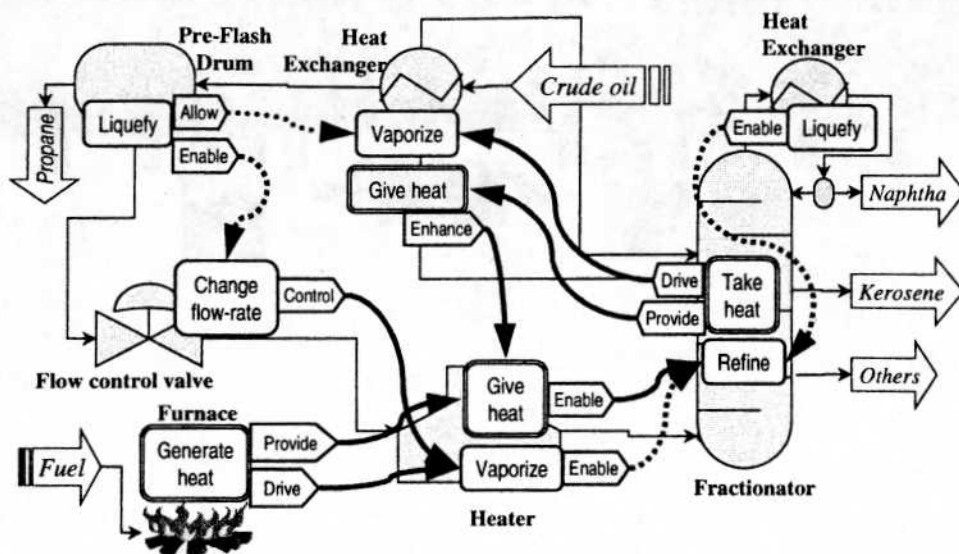 Pre-Flash
Drum
Heat
Exchanger
Heat
Exchanger
Crude oil
Propane
Liquefy
Allow
Enable
Vaporize
Give heat
Enhance
Enable
Liquefy
Naphtha
Change
flow-rate
Control
Drive
Provide
Take
heat
Kerosene
Flow control valve
Give
heat
Enable
Refine
Others
Furnace
Fuel
Generate
heat
Provide
Drive
Vaporize
Enable
Heater
Fractionator